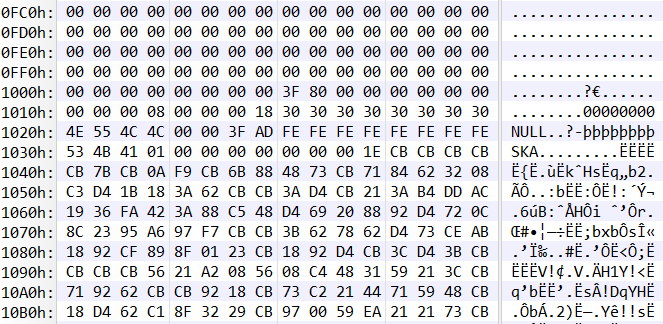 0FC0h: 00 00 00 00 00 00 00 00 00 00 00 00 00 00 00 00 ................
0FD0h: 00 00 00 00 00 00 00 00 00 00 00 00 00 00 00 00 ................
0FE0h: 00 00 00 00 00 00 00 00 00 00 00 00 00 00 00 00 ................
0FF0h: 00 00 00 00 00 00 00 00 00 00 00 00 00 00 00 00 ................
1000h: 00 00 00 00 00 00 00 00 3F 80 00 00 00 00 00 00 ........?€......
1010h: 00 00 00 08 00 00 00 18 30 30 30 30 30 30 30 30 ........00000000
1020h: 4E 55 4C 4C 00 00 3F AD FE FE FE FE FE FE FE FE NULL..?-þþþþþþþþ
1030h: 53 4B 41 01 00 00 00 00 00 00 00 1E CB CB CB CB SKA.........ËËËË
1040h: CB 7B CB 0A F9 CB 6B 88 48 73 CB 71 84 62 32 08 Ë{Ë.ùËkˆHsËq„b2.
1050h: C3 D4 1B 18 3A 62 CB CB 3A D4 CB 21 3A B4 DD AC ÃÔ..:bËË:ÔË!:´Ý¬
1060h: 19 36 FA 42 3A 88 C5 48 D4 69 20 88 92 D4 72 0C .6úB:ˆÅHÔi ˆ’Ôr.
1070h: 8C 23 95 A6 97 F7 CB CB 3B 62 78 62 D4 73 CE AB Œ#•¦—÷ËË;bxbÔsÎ«
1080h: 18 92 CF 89 8F 01 23 CB 18 92 D4 CB 3C D4 3B CB .’Ï‰..#Ë.’ÔË<Ô;Ë
1090h: CB CB CB 56 21 A2 08 56 08 C4 48 31 59 21 3C CB ËËËV!¢.V.ÄH1Y!<Ë
10A0h: 71 92 62 CB CB 92 18 CB 73 C2 21 44 71 59 48 CB q’bËË’.ËsÂ!DqYHË
10B0h: 18 D4 62 C1 8F 32 29 CB 97 00 59 EA 21 21 73 CB .ÔbÁ.2)Ë—.Yê!!sË